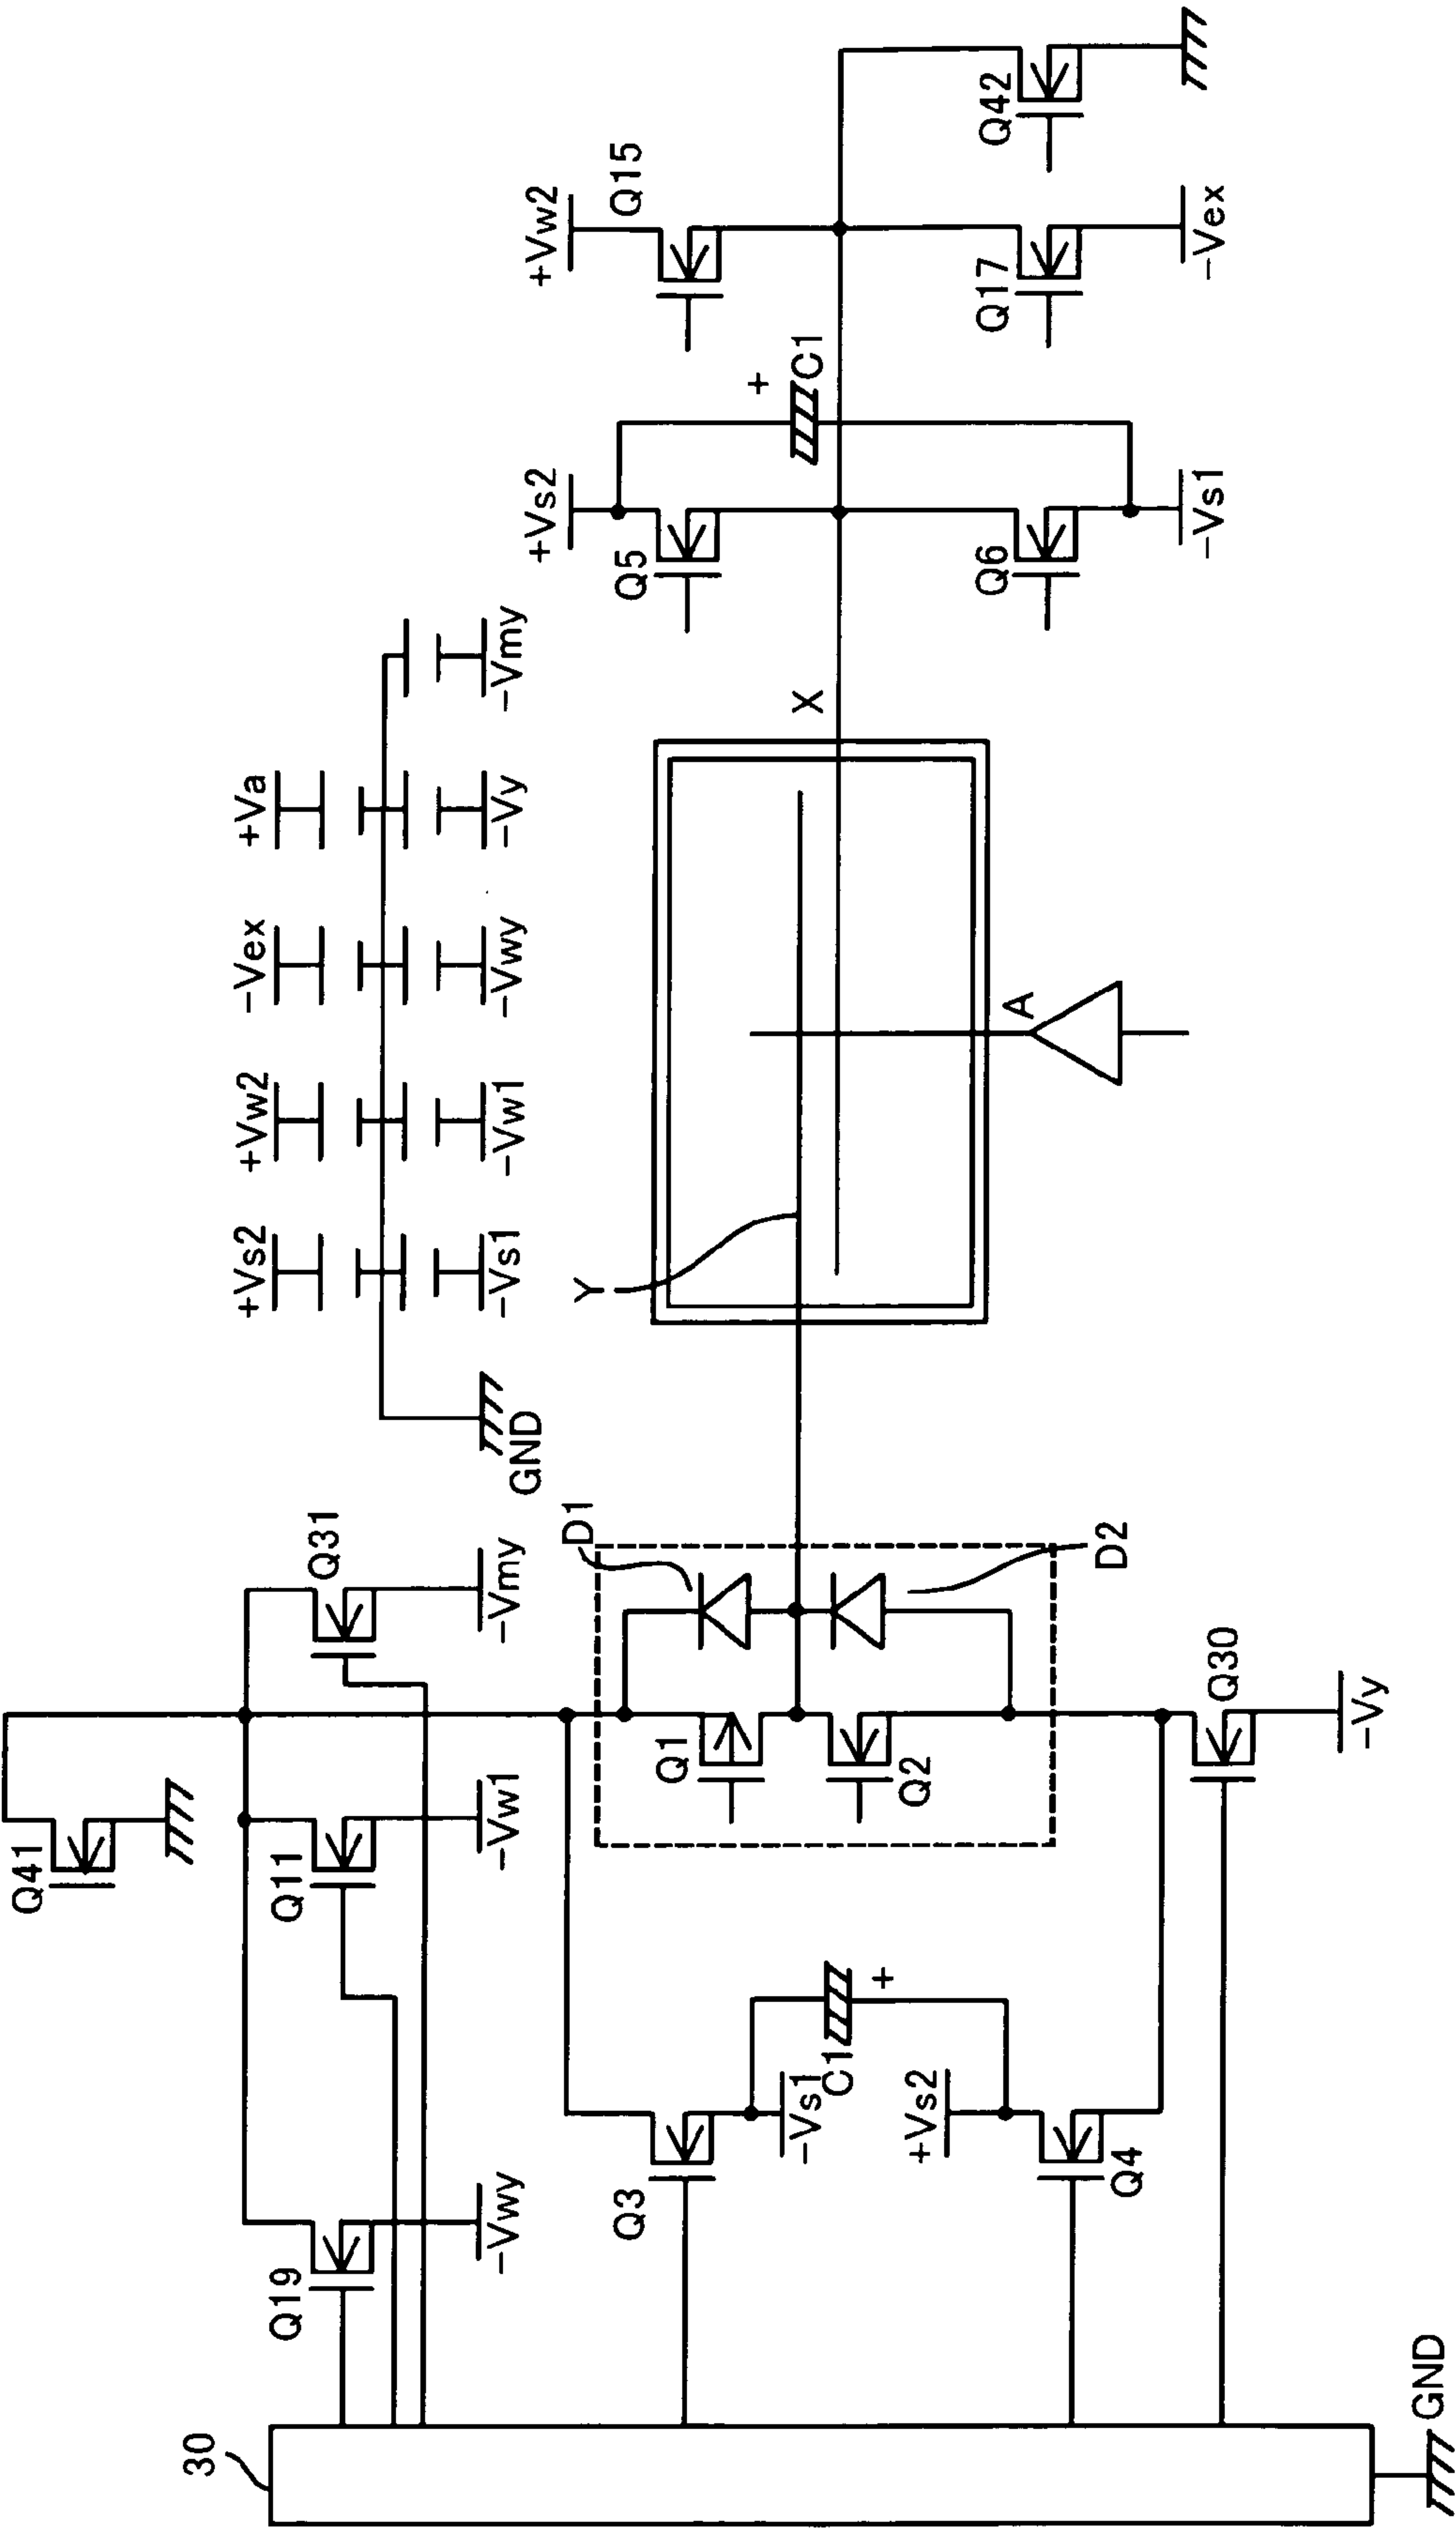 30
Q19
-Vwy
Q41
Q11
-Vw1
Q31
-Vmy
Q3
-Vs1
C1
+
+Vs2
Q4
Q1
Q2
D1
D2
Q30
-Vy
GND
GND
+Vs2
-Vs1
+Vw2
-Vw1
-Vex
-Vwy
+Va
-Vy
-Vmy
Y
X
A
+Vs2
Q5
Q6
-Vs1
+
C1
+Vw2
Q15
Q17
-Vex
Q42